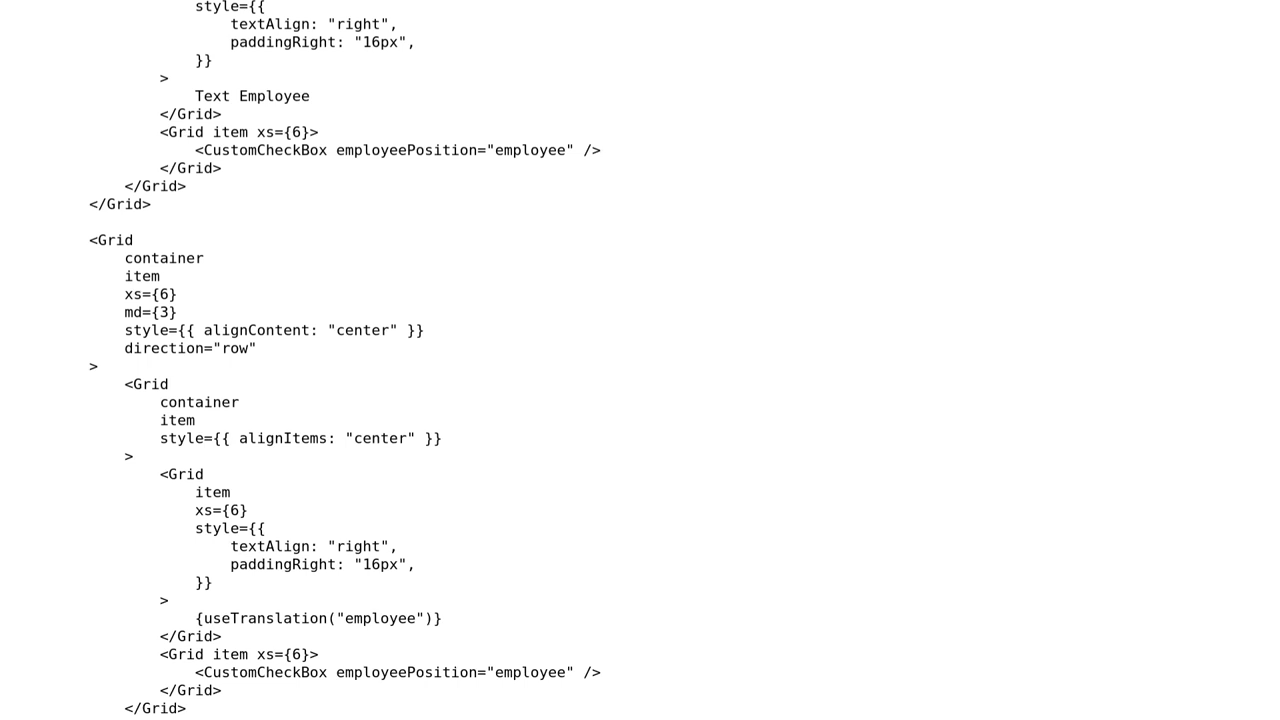 style={{
textAlign: "right",
paddingRight: "16px",
}}
>
Text Employee
</Grid>
<Grid item xs={6}>
<CustomCheckBox employeePosition="employee" />
</Grid>
</Grid>
</Grid>
<Grid
container
item
xs={6}
md={3}
style={{ alignContent: "center" }}
direction="row"
>
<Grid
container
item
style={{ alignItems: "center" }}
>
<Grid
item
xs={6}
style={{
textAlign: "right",
paddingRight: "16px",
}}
>
{useTranslation("employee")}
</Grid>
<Grid item xs={6}>
<CustomCheckBox employeePosition="employee" />
</Grid>
</Grid>